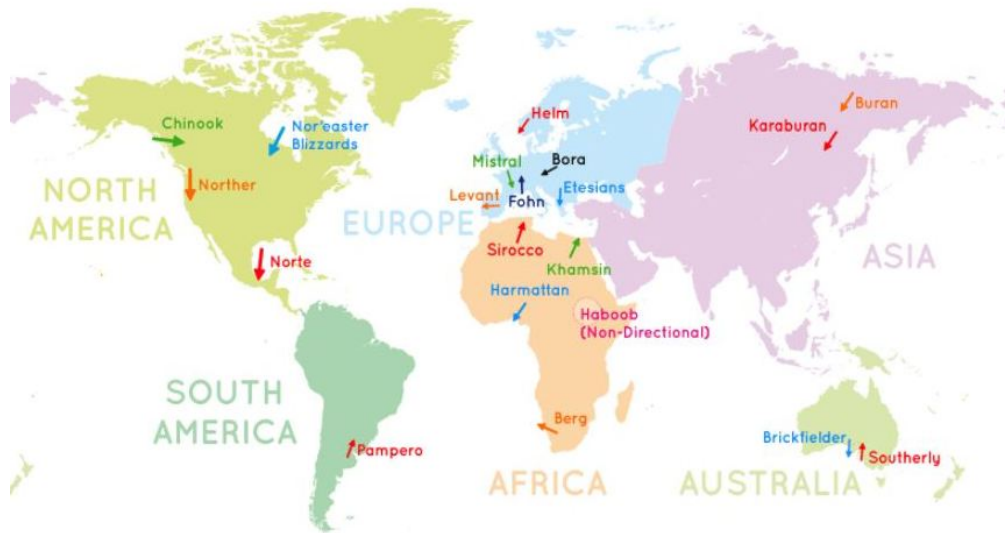 Helm
Buran
Chinook
Nor'easter
Blizzards
Karaburan
Mistral
Bora
NORTH
AMERICA
Norther
Levant
Fohn
Etesians
EUROPE
ASIA
Norte
Sirocco
Khamsin
Harmattan
Haboob
(Non-Directional)
SOUTH
AMERICA
Berg
Pampero
Brickfielder
Southerly
AFRICA
AUSTRALIA